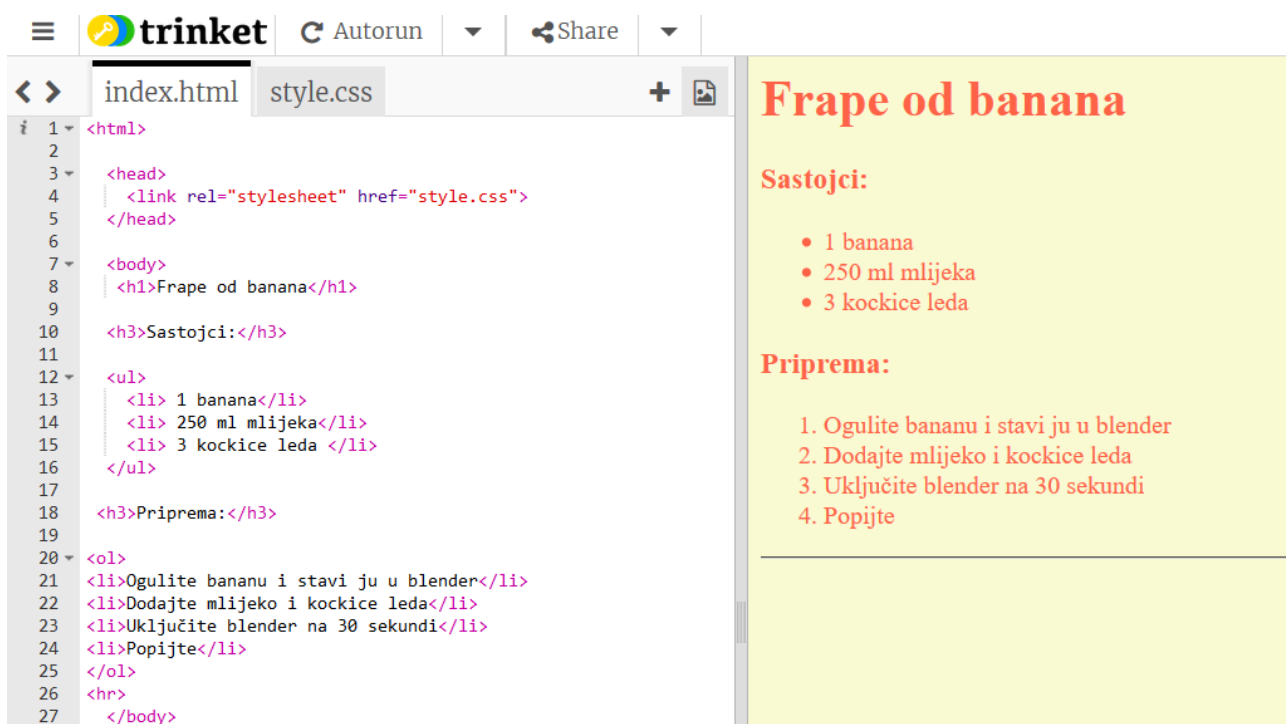 trinket Autorun Share
index.html style.css
i 1 <html>
2
3 <head>
4 <link rel="stylesheet" href="style.css">
5 </head>
6
7 <body>
8 <h1>Frape od banana</h1>
9
10 <h3>Sastojci:</h3>
11
12 <ul>
13 <li> 1 banana</li>
14 <li> 250 ml mlijeka</li>
15 <li> 3 kockice leda </li>
16 </ul>
17
18 <h3>Priprema:</h3>
19
20 <ol>
21 <li>Ogulite bananu i stavi ju u blender</li>
22 <li>Dodajte mlijeko i kockice leda</li>
23 <li>Uključite blender na 30 sekundi</li>
24 <li>Popijte</li>
25 </ol>
26 <hr>
27 </body>
Frape od banana
Sastojci:
• 1 banana
• 250 ml mlijeka
• 3 kockice leda
Priprema:
1. Ogulite bananu i stavi ju u blender
2. Dodajte mlijeko i kockice leda
3. Uključite blender na 30 sekundi
4. Popijte